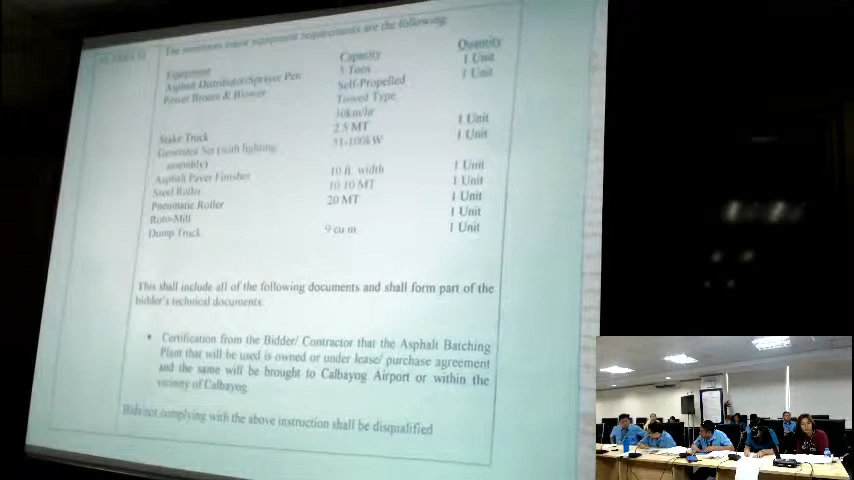 The minimum major equipment requirements are the following:
Equipment Capacity Quantity
Asphalt Distributor/Sprayer Pen 5 Tons 1 Unit
Power Broom & Blower Self-Propelled 1 Unit
Towed Type,
10km/hr
Stake Truck 2.5 MT 1 Unit
Generator Set (with lighting 51-100kW 1 Unit
assembly)
Asphalt Paver Finisher 10 ft. width 1 Unit
Steel Roller 10 MT 1 Unit
Pneumatic Roller 20 MT 1 Unit
Roto-Mill 1 Unit
Dump Truck 9 cu m 1 Unit
This shall include all of the following documents and shall form part of the
bidder's technical documents
• Certification from the Bidder/ Contractor that the Asphalt Batching
Plant that will be used is owned or under lease/ purchase agreement
and the same will be brought to Calbayog Airport or within the
vicinity of Calbayog
Bids not complying with the above instruction shall be disqualified